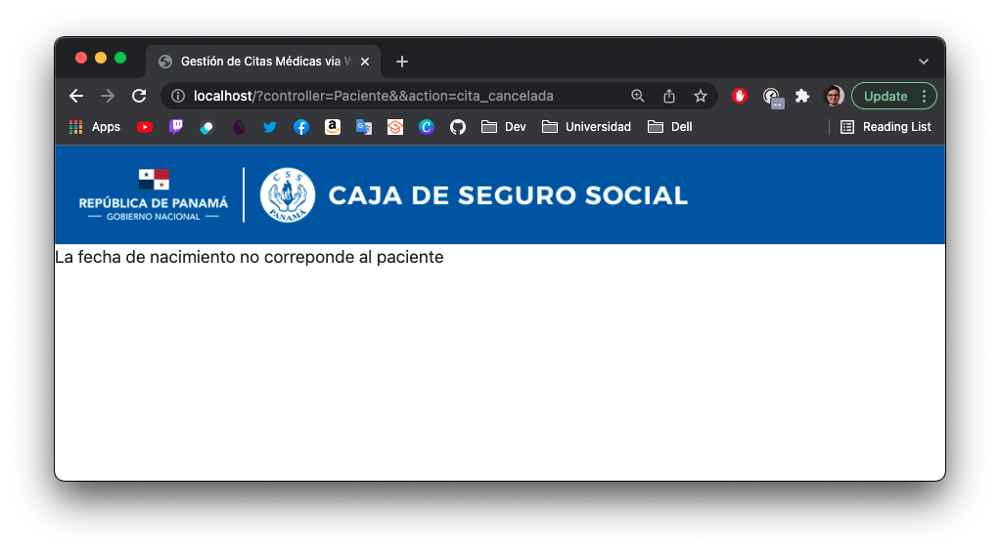 Gestión de Citas Médicas via W
localhost/?controller=Paciente&&action=cita_cancelada
Update
Apps
Dev
Universidad
Dell
Reading List
REPÚBLICA DE PANAMÁ
GOBIERNO NACIONAL
CSS
PANAMÁ
CAJA DE SEGURO SOCIAL
La fecha de nacimiento no correponde al paciente